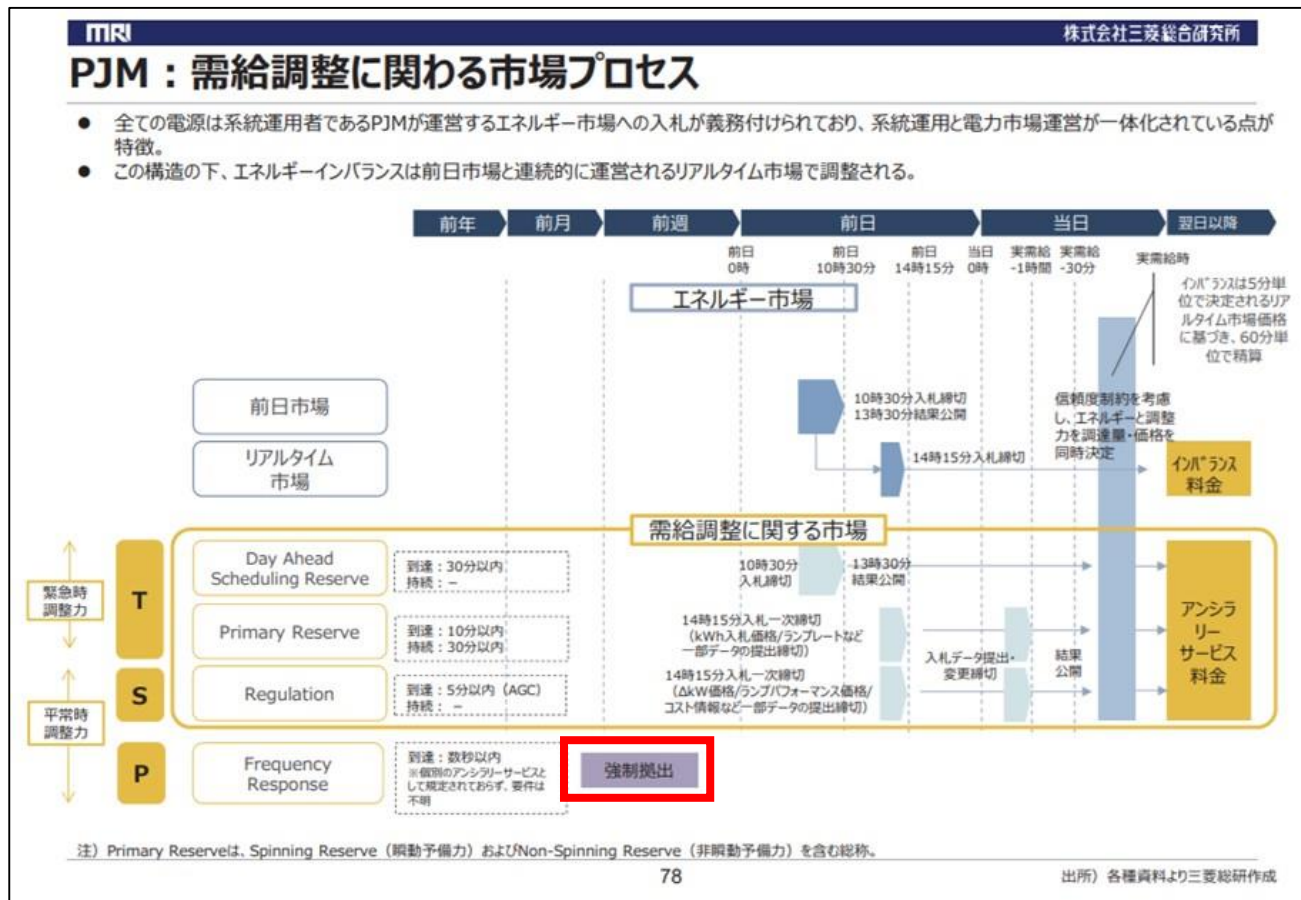 MRI 株式会社三菱総合研究所
PJM：需給調整に関わる市場プロセス
● 全ての電源は系統運用者であるPJMが運営するエネルギー市場への入札が義務付けられており、系統運用と電力市場運営が一体化されている点が
特徴。
● この構造の下、エネルギーインバランスは前日市場と連続的に運営されるリアルタイム市場で調整される。
前年 前月 前週 前日 当日 翌日以降
前日
0時
前日
10時30分
前日
14時15分
当日
0時
実需給
-1時間
実需給
-30分
実需給時
エネルギー市場
インバランスは5分単
位で決定されるリア
ルタイム市場価格
に基づき、60分単
位で精算
前日市場
10時30分入札締切
13時30分結果公開
信頼度制約を考慮
し、エネルギーと調整
力を調達量・価格を
同時決定
リアルタイム
市場
14時15分入札締切
インバランス
料金
需給調整に関する市場
緊急時
調整力
T
Day Ahead
Scheduling Reserve
到達：30分以内
持続：－
10時30分
入札締切
13時30分
結果公開
Primary Reserve
到達：10分以内
持続：30分以内
14時15分入札一次締切
（kWh入札価格/ランプレートなど
一部データの提出締切）
入札データ提出・
変更締切
結果
公開
アンシラ
リー
サービス
料金
平常時
調整力
S
Regulation
到達：5分以内（AGC）
持続：－
14時15分入札一次締切
（ΔkW価格/ランプパフォーマンス価格/
コスト情報など一部データの提出締切）
P
Frequency
Response
到達：数秒以内
※個別のアンシラリーサービスと
して規定されておらず、要件は
不明
強制拠出
注）Primary Reserveは、Spinning Reserve（瞬動予備力）およびNon-Spinning Reserve（非瞬動予備力）を含む総称。
78
出所）各種資料より三菱総研作成